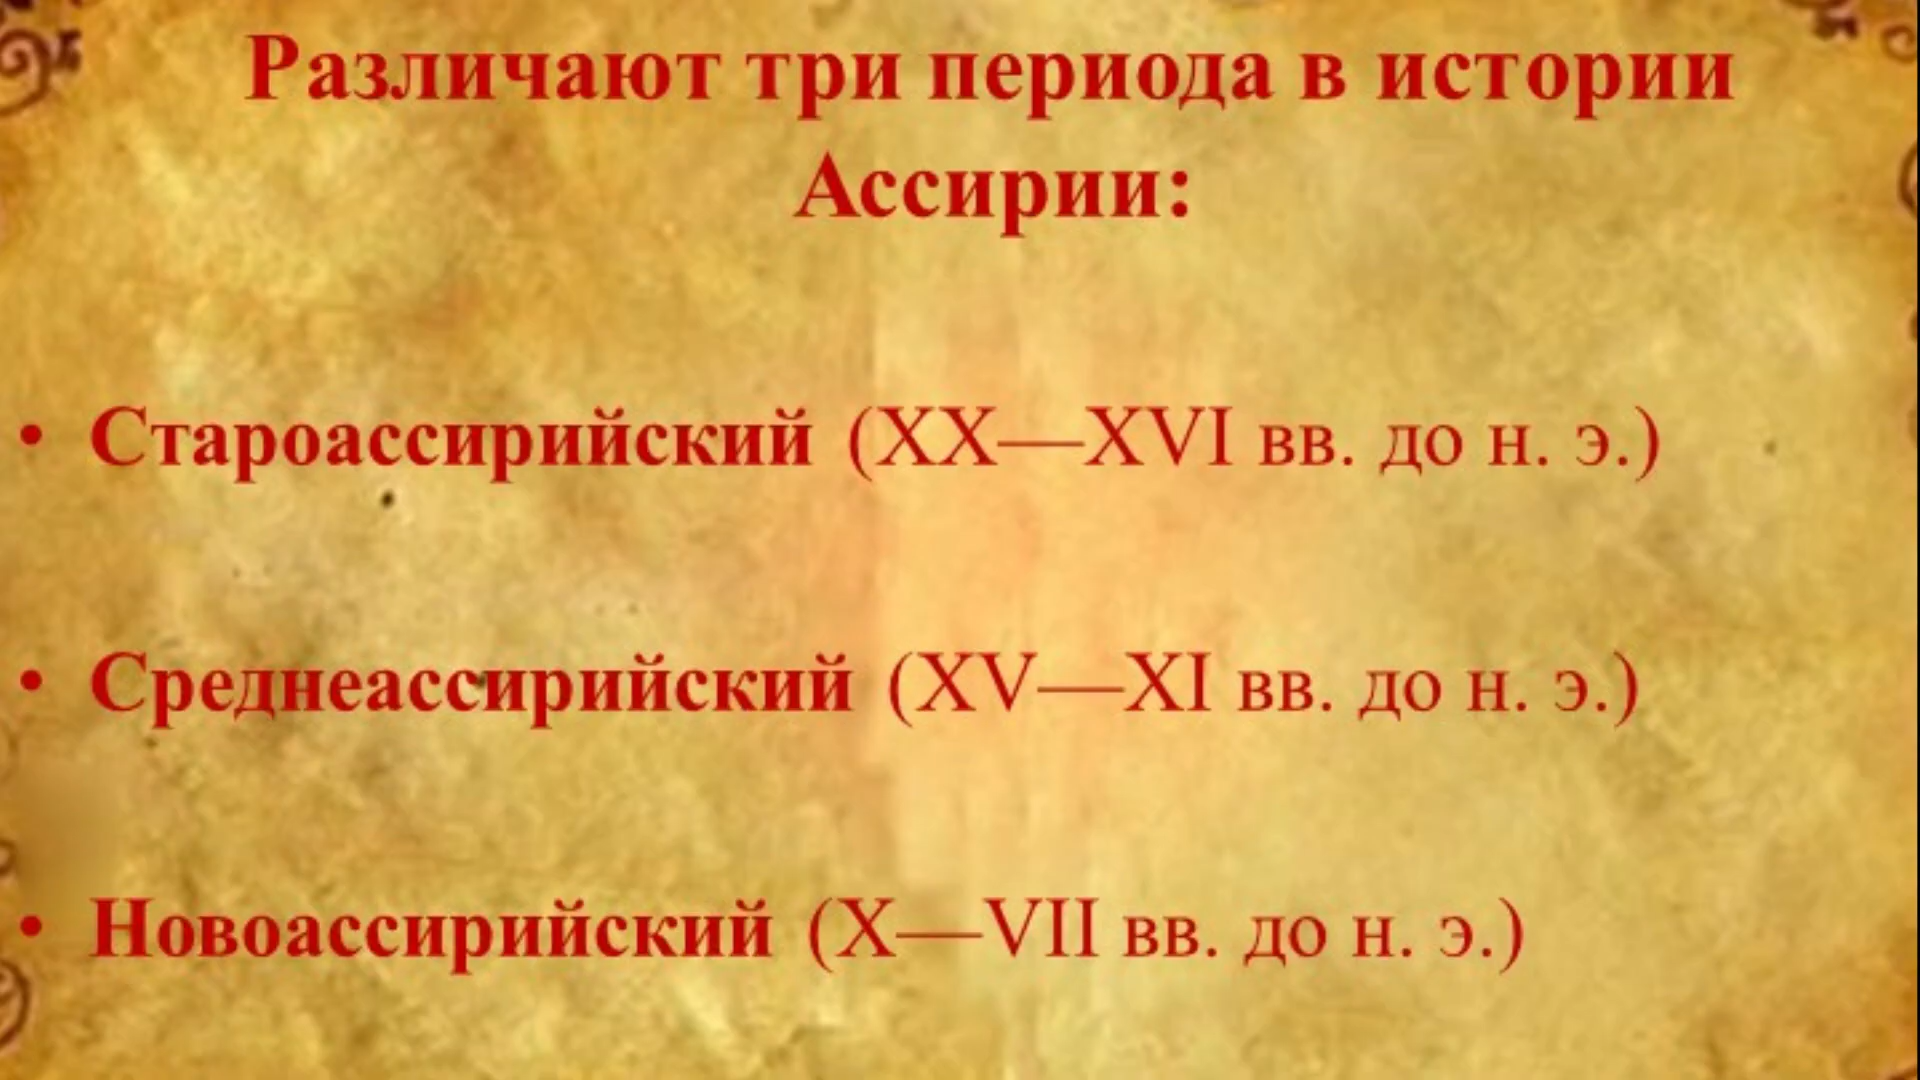 Различают три периода в истории
Ассирии:
• Староассирийский (XX—XVI вв. до н. э.)
• Среднеассирийский (XV—XI вв. до н. э.)
• Новоассирийский (X—VII вв. до н. э.)